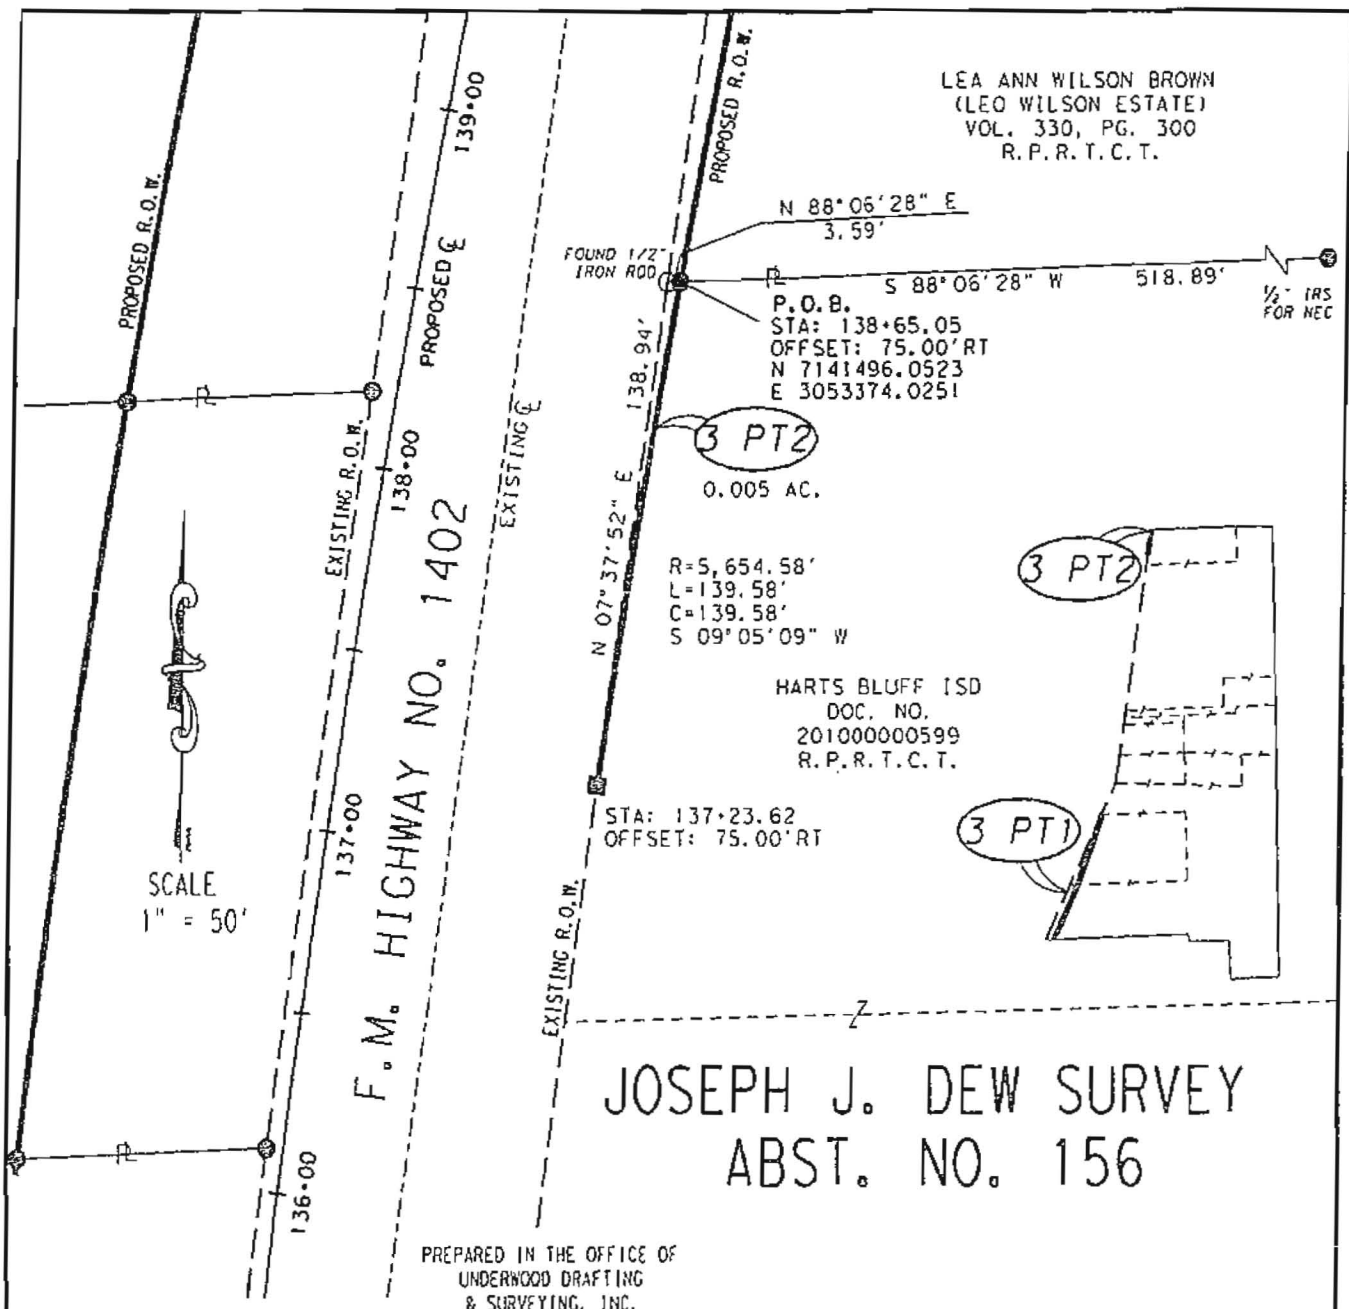 LEA ANN WILSON BROWN
(LEO WILSON ESTATE)
VOL. 330, PG. 300
R.P.R.T.C.T.
139+00
PROPOSED R.O.W.
PROPOSED R.O.W.
N 88°06'28" E
3.59'
FOUND 1/2"
IRON ROD
PROPOSED ℄
S 88°06'28" W 518.89'
½" IRS
FOR NEC
P.O.B.
STA: 138+65.05
OFFSET: 75.00'RT
N 7141496.0523
E 3053374.0251
138.94'
N 07°37'52" E
3 PT2
0.005 AC.
EXISTING ℄
EXISTING R.O.W.
138+00
R=5,654.58'
L=139.58'
C=139.58'
S 09°05'09" W
3 PT2
HARTS BLUFF ISD
DOC. NO.
201000000599
R.P.R.T.C.T.
F.M. HIGHWAY NO. 1402
STA: 137+23.62
OFFSET: 75.00'RT
3 PT1
137+00
SCALE
1" = 50'
EXISTING R.O.W.
JOSEPH J. DEW SURVEY
ABST. NO. 156
136+00
PREPARED IN THE OFFICE OF
UNDERWOOD DRAFTING
& SURVEYING, INC.